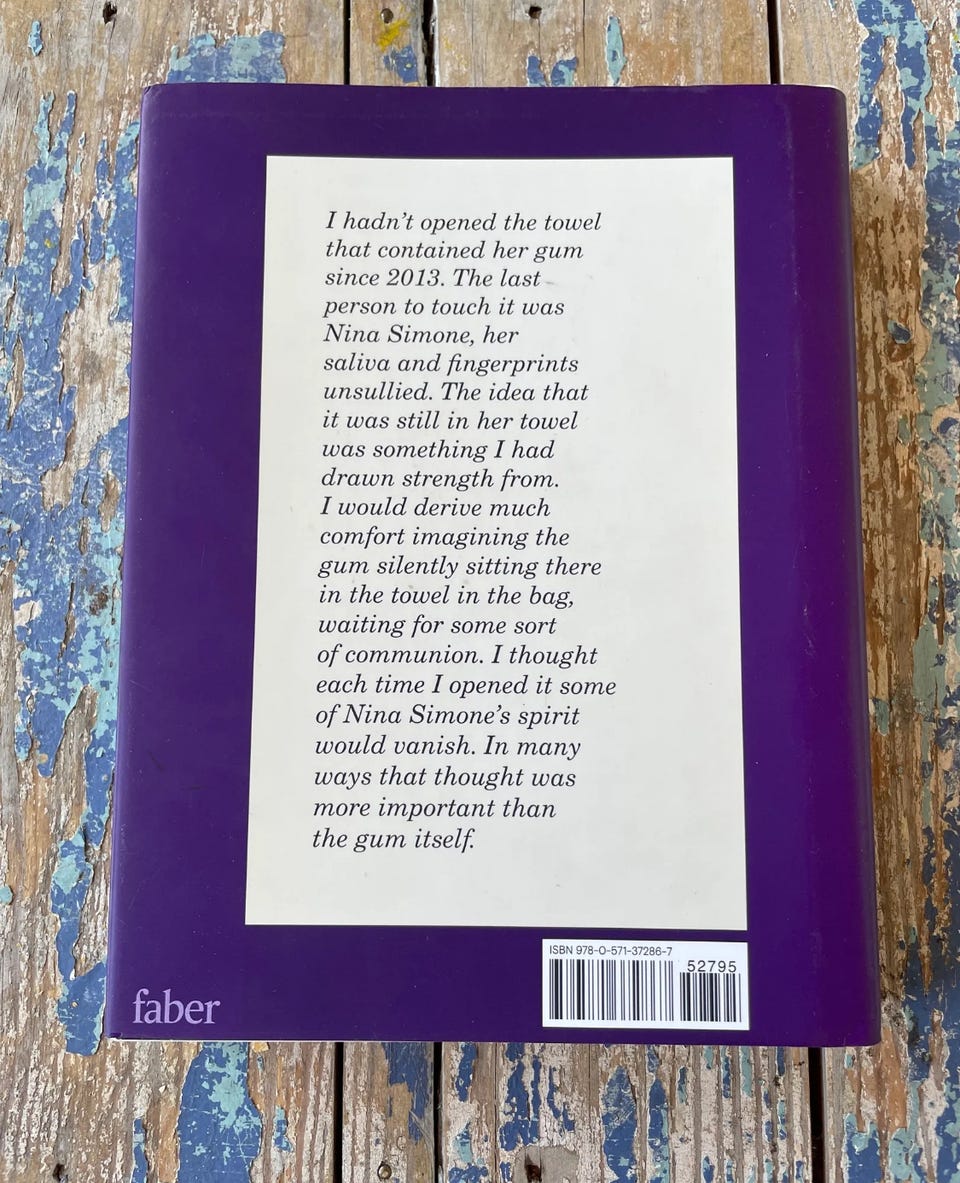 I hadn’t opened the towel
that contained her gum
since 2013. The last
person to touch it was
Nina Simone, her
saliva and fingerprints
unsullied. The idea that
it was still in her towel
was something I had
drawn strength from.
I would derive much
comfort imagining the
gum silently sitting there
in the towel in the bag,
waiting for some sort
of communion. I thought
each time I opened it some
of Nina Simone’s spirit
would vanish. In many
ways that thought was
more important than
the gum itself.
ISBN 978-0-571-37286-7
52795
faber